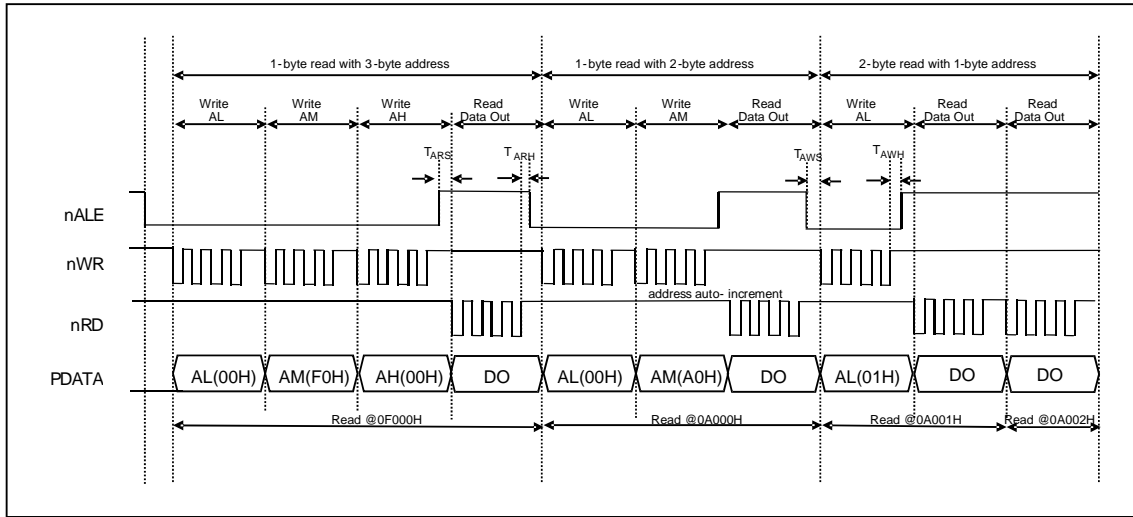 1-byte read with 3-byte address 1-byte read with 2-byte address 2-byte read with 1-byte address
Write Write Write Read Write Write Read Write Read Read
AL AM AH Data Out AL AM Data Out AL Data Out Data Out
TARS TARH TAWS TAWH
nALE
nWR
address auto- increment
nRD
PDATA AL(00H) AM(F0H) AH(00H) DO AL(00H) AM(A0H) DO AL(01H) DO DO
Read @0F000H Read @0A000H Read @0A001H Read @0A002H